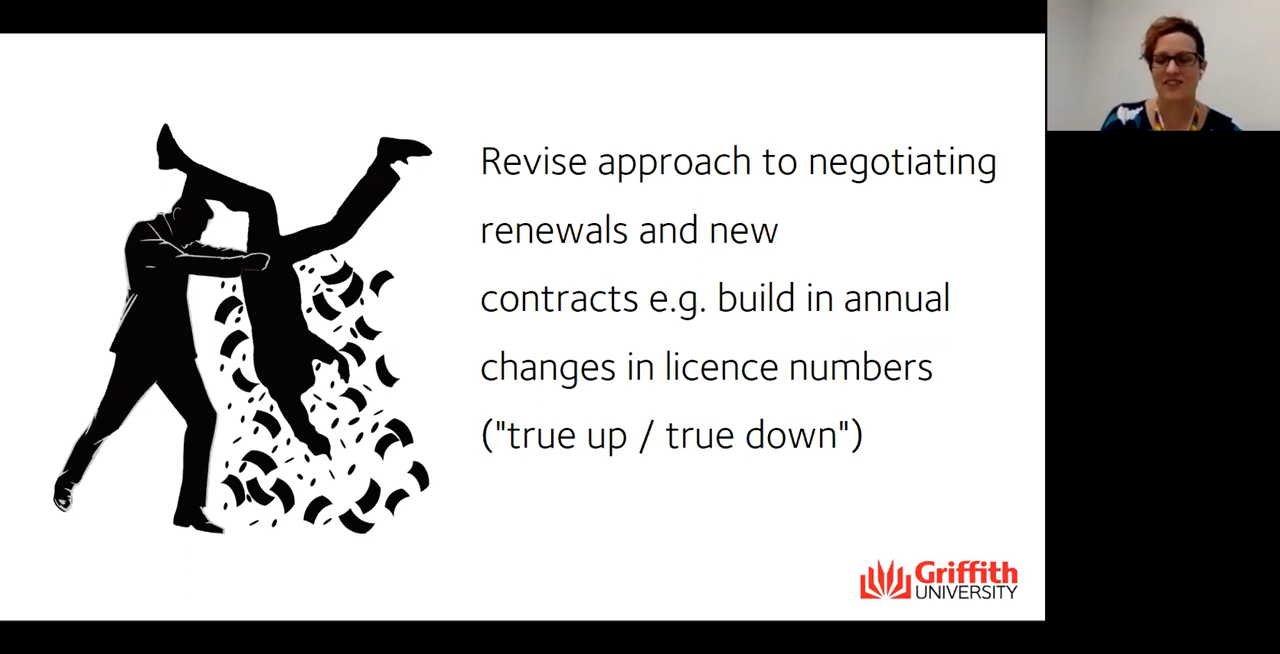 Revise approach to negotiating
renewals and new
contracts e.g. build in annual
changes in licence numbers
("true up / true down")
Griffith
UNIVERSITY